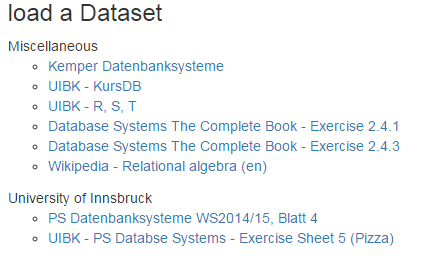 load a Dataset
Miscellaneous
Kemper Datenbanksysteme
UIBK - KursDB
UIBK - R, S, T
Database Systems The Complete Book - Exercise 2.4.1
Database Systems The Complete Book - Exercise 2.4.3
Wikipedia - Relational algebra (en)
University of Innsbruck
PS Datenbanksysteme WS2014/15, Blatt 4
UIBK - PS Databse Systems - Exercise Sheet 5 (Pizza)